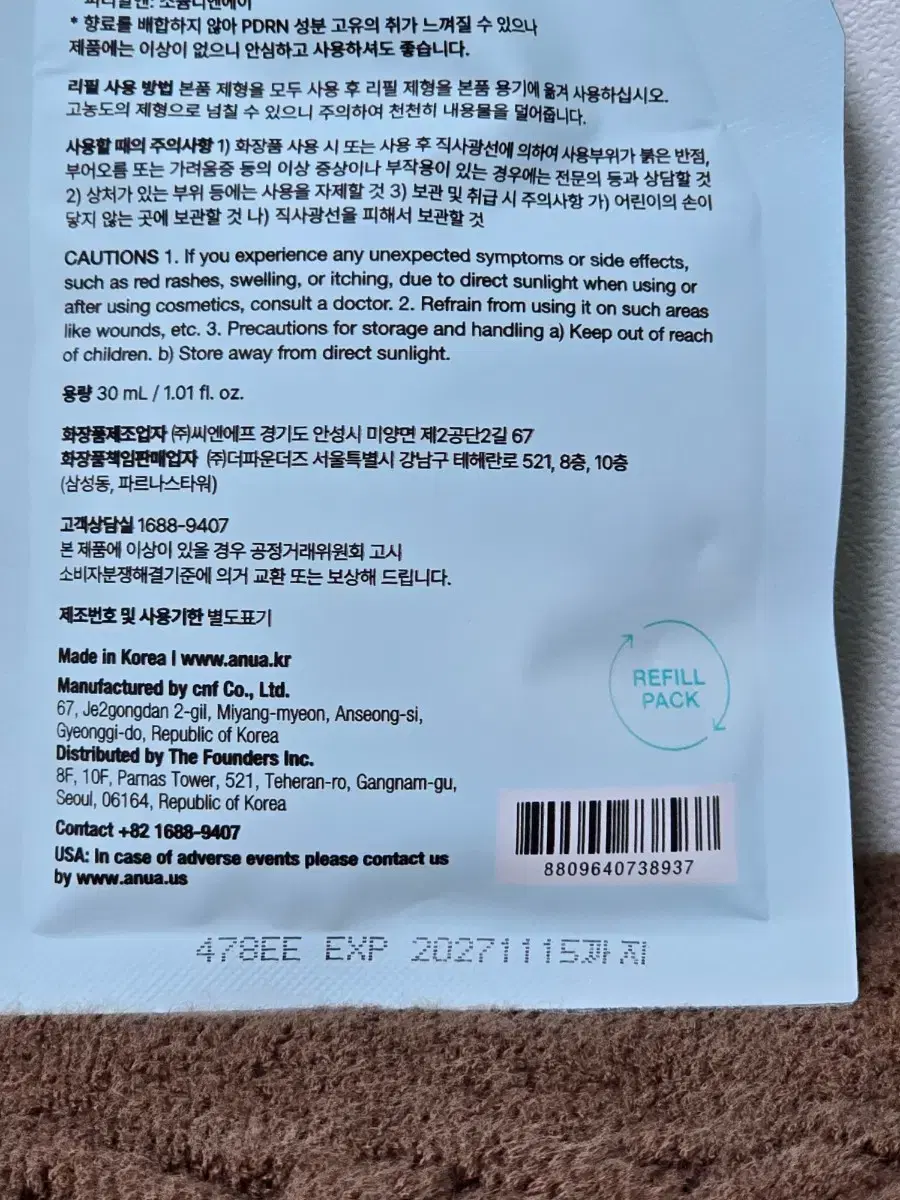 * 향료를 배합하지 않아 PDRN 성분 고유의 취가 느껴질 수 있으나
제품에는 이상이 없으니 안심하고 사용하셔도 좋습니다.
리필 사용 방법 본품 제형을 모두 사용 후 리필 제형을 본품 용기에 옮겨 사용하십시오.
고농도의 제형으로 넘칠 수 있으니 주의하여 천천히 내용물을 덜어줍니다.
사용할 때의 주의사항 1) 화장품 사용 시 또는 사용 후 직사광선에 의하여 사용부위가 붉은 반점,
부어오름 또는 가려움증 등의 이상 증상이나 부작용이 있는 경우에는 전문의 등과 상담할 것
2) 상처가 있는 부위 등에는 사용을 자제할 것 3) 보관 및 취급 시 주의사항 가) 어린이의 손이
닿지 않는 곳에 보관할 것 나) 직사광선을 피해서 보관할 것
CAUTIONS 1. If you experience any unexpected symptoms or side effects,
such as red rashes, swelling, or itching, due to direct sunlight when using or
after using cosmetics, consult a doctor. 2. Refrain from using it on such areas
like wounds, etc. 3. Precautions for storage and handling a) Keep out of reach
of children. b) Store away from direct sunlight.
용량 30 mL / 1.01 fl. oz.
화장품제조업자 ㈜씨엔에프 경기도 안성시 미양면 제2공단2길 67
화장품책임판매업자 ㈜더파운더즈 서울특별시 강남구 테헤란로 521, 8층, 10층
(삼성동, 파르나스타워)
고객상담실 1688-9407
본 제품에 이상이 있을 경우 공정거래위원회 고시
소비자분쟁해결기준에 의거 교환 또는 보상해 드립니다.
제조번호 및 사용기한 별도표기
Made in Korea l www.anua.kr
Manufactured by cnf Co., Ltd.
67, Je2gongdan 2-gil, Miyang-myeon, Anseong-si,
Gyeonggi-do, Republic of Korea
Distributed by The Founders Inc.
8F, 10F, Parnas Tower, 521, Teheran-ro, Gangnam-gu,
Seoul, 06164, Republic of Korea
Contact +82 1688-9407
USA: In case of adverse events please contact us
by www.anua.us
REFILL
PACK
8809640738937
478EE EXP 20271115까지